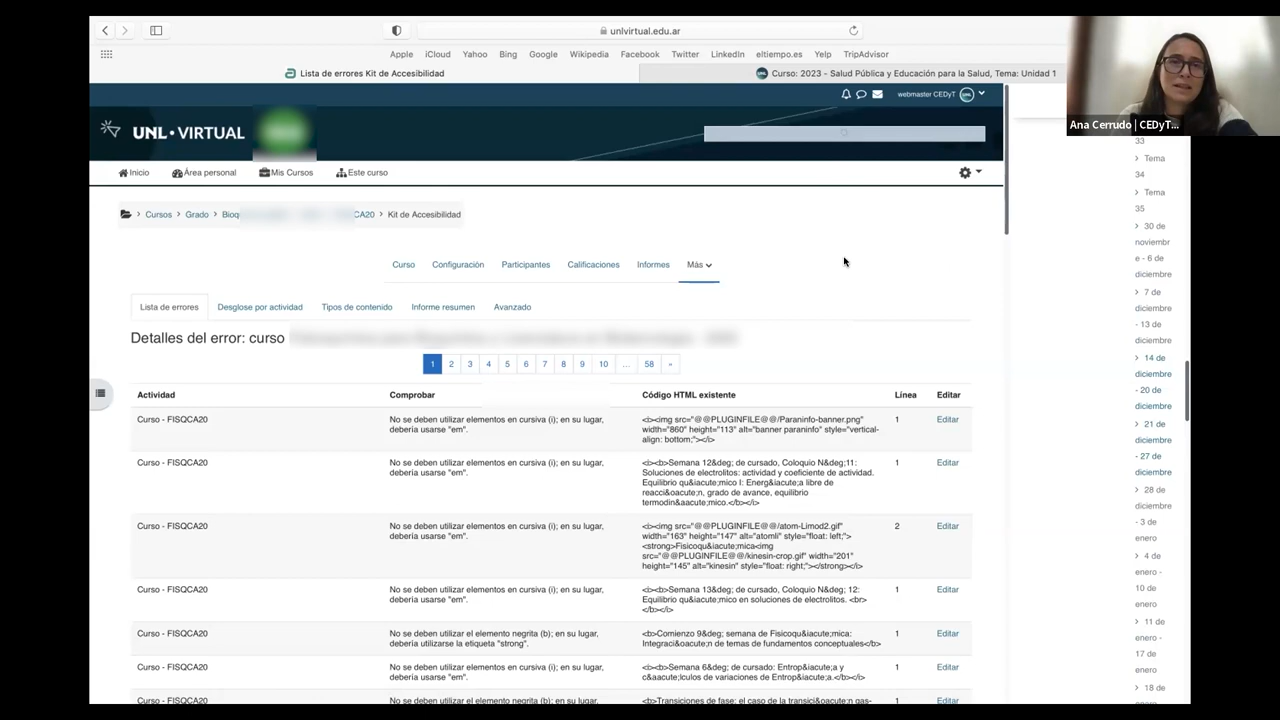 unlvirtual.edu.ar
Apple iCloud Yahoo Bing Google Wikipedia Facebook Twitter LinkedIn eltiempo.es Yelp TripAdvisor
Lista de errores Kit de Accesibilidad
Curso: 2023 - Salud Pública y Educación para la Salud, Tema: Unidad 1
webmaster CEDyT
UNL
UNL·VIRTUAL
Ana Cerrudo | CEDyT...
Inicio Área personal Mis Cursos Este curso
Cursos > Grado > Bioq CA20 > Kit de Accesibilidad
Curso Configuración Participantes Calificaciones Informes Más
Lista de errores Desglose por actividad Tipos de contenido Informe resumen Avanzado
Detalles del error: curso
1 2 3 4 5 6 7 8 9 10 ... 58 »
Actividad Comprobar Código HTML existente Línea Editar
Curso - FISQCA20
No se deben utilizar elementos en cursiva (i); en su lugar,
debería usarse "em".
<i><img src="@@PLUGINFILE@@/Paraninfo-banner.png"
width="860" height="113" alt="banner paraninfo" style="vertical-
align: bottom;"></i>
1
Editar
Curso - FISQCA20
No se deben utilizar elementos en cursiva (i); en su lugar,
debería usarse "em".
<i><b>Semana 12&deg; de cursado, Coloquio N&deg;11:
Soluciones de electrolitos: actividad y coeficiente de actividad.
Equilibrio qu&iacute;mico I: Energ&iacute;a libre de
reacci&oacute;n, grado de avance, equilibrio
termodin&aacute;mico.</b></i>
1
Editar
Curso - FISQCA20
No se deben utilizar elementos en cursiva (i); en su lugar,
debería usarse "em".
<i><img src="@@PLUGINFILE@@/atom-Limod2.gif"
width="163" height="147" alt="atomli" style="float: left;">
<strong>Fisicoqu&iacute;mica<img
src="@@PLUGINFILE@@/kinesin-crop.gif" width="201"
height="145" alt="kinesin" style="float: right;"></strong></i>
2
Editar
Curso - FISQCA20
No se deben utilizar elementos en cursiva (i); en su lugar,
debería usarse "em".
<i><b>Semana 13&deg; de cursado, Coloquio N&deg; 12:
Equilibrio qu&iacute;mico en soluciones de electrolitos. <br>
</b></i>
1
Editar
Curso - FISQCA20
No se deben utilizar el elemento negrita (b); en su lugar,
debería utilizarse la etiqueta "strong".
<b>Comienzo 9&deg; semana de Fisicoqu&iacute;mica:
Integraci&oacute;n de temas de fundamentos conceptuales</b>
1
Editar
Curso - FISQCA20
No se deben utilizar elementos en cursiva (i); en su lugar,
debería usarse "em".
<i><b>Semana 6&deg; de cursado: Entrop&iacute;a y
c&aacute;lculos de variaciones de Entrop&iacute;a.</b></i>
1
Editar
Curso - FISQCA20
No se deben utilizar el elemento negrita (b); en su lugar,
<b>Transiciones de fase: el caso de la transici&oacute;n gas-
1
Editar
33
> Tema
34
> Tema
35
> 30 de
noviembr
e - 6 de
diciembre
> 7 de
diciembre
- 13 de
diciembre
> 14 de
diciembre
- 20 de
diciembre
> 21 de
diciembre
- 27 de
diciembre
> 28 de
diciembre
- 3 de
enero
> 4 de
enero -
10 de
enero
> 11 de
enero -
17 de
enero
> 18 de